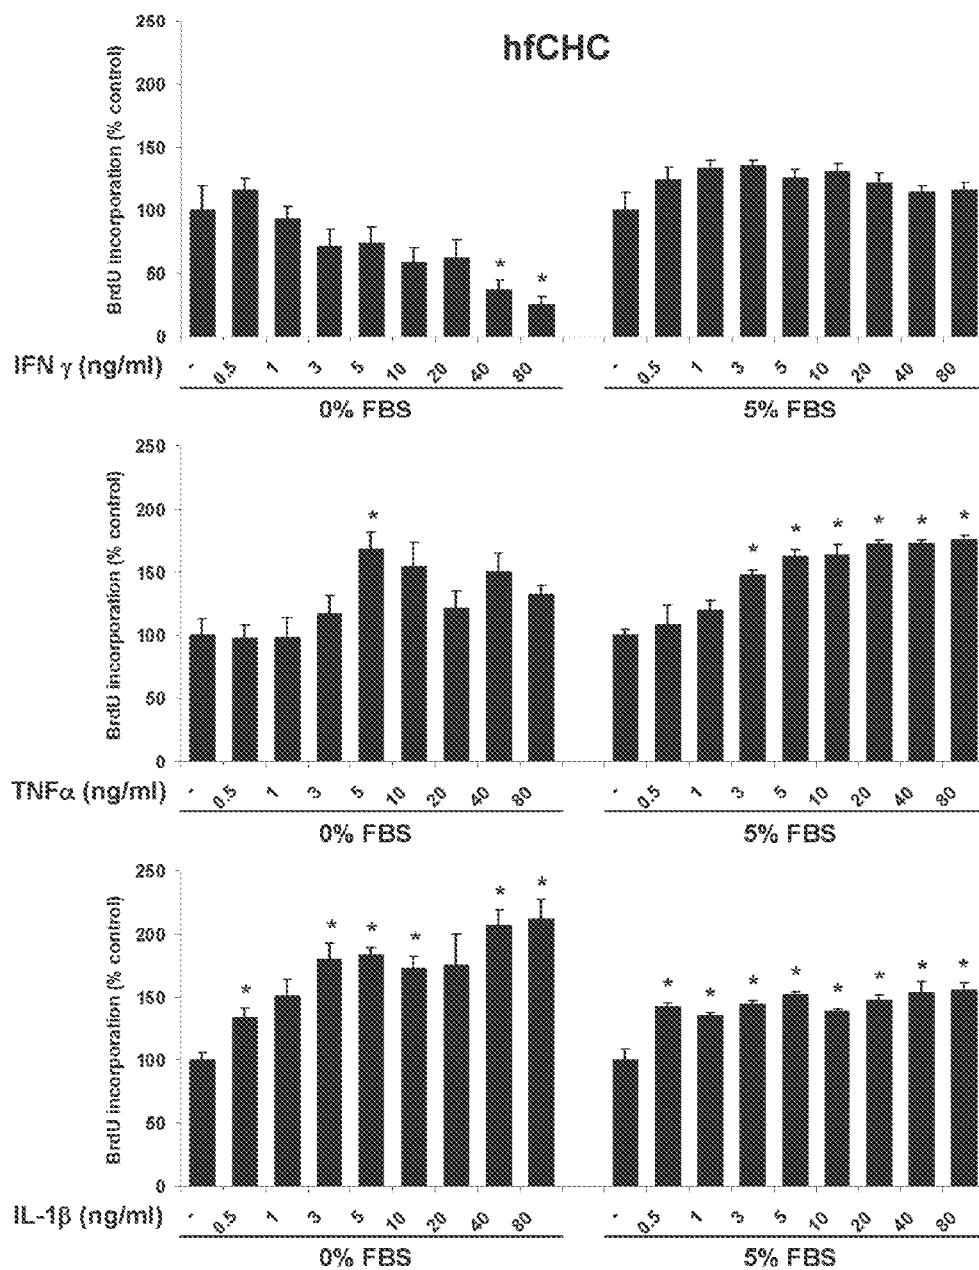 hfCHC
BrdU incorporation (% control)
250
200
150
100
50
0
IFN γ (ng/ml)
- 0.5 1 3 5 10 20 40 80 - 0.5 1 3 5 10 20 40 80
0% FBS 5% FBS
* *
BrdU incorporation (% control)
250
200
150
100
50
0
* * * * * * *
TNFα (ng/ml)
- 0.5 1 3 5 10 20 40 80 - 0.5 1 3 5 10 20 40 80
0% FBS 5% FBS
BrdU incorporation (% control)
250
200
150
100
50
0
* * * * * * * * * * * * * *
IL-1β (ng/ml)
- 0.5 1 3 5 10 20 40 80 - 0.5 1 3 5 10 20 40 80
0% FBS 5% FBS